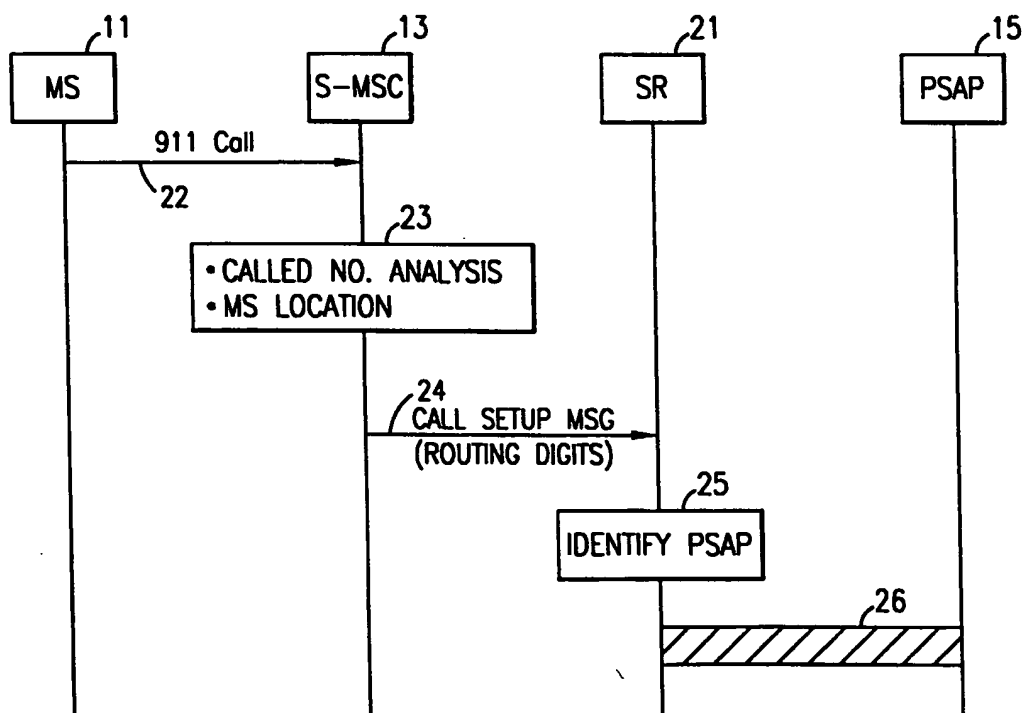 11
13
21
15
MS
S-MSC
SR
PSAP
911 Call
22
23
• CALLED NO. ANALYSIS
• MS LOCATION
24
CALL SETUP MSG
(ROUTING DIGITS)
25
IDENTIFY PSAP
26